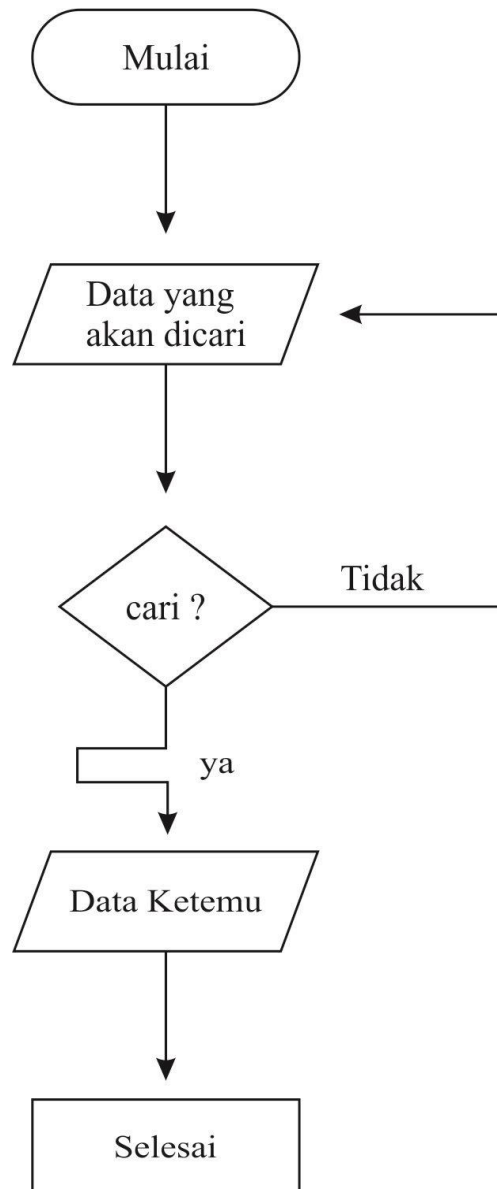 Mulai
Data yang
akan dicari
cari ?
Tidak
ya
Data Ketemu
Selesai